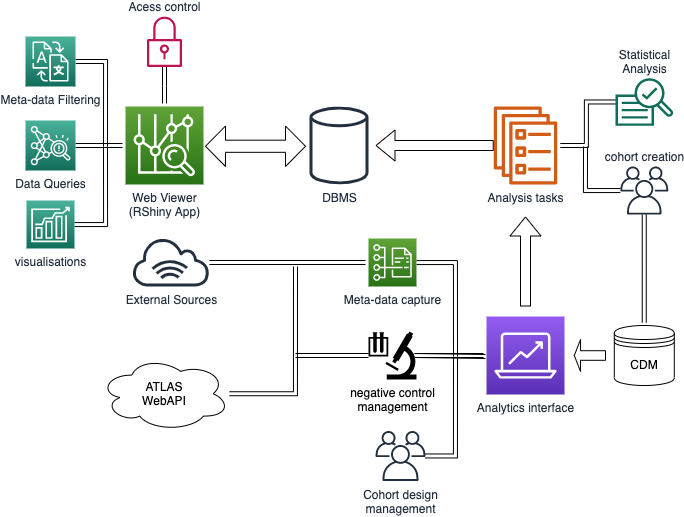 Acess control
Statistical
Analysis
Meta-data Filtering
cohort creation
Data Queries
Web Viewer
(RShiny App)
DBMS
Analysis tasks
visualisations
External Sources
Meta-data capture
CDM
ATLAS
WebAPI
negative control
management
Analytics interface
Cohort design
management